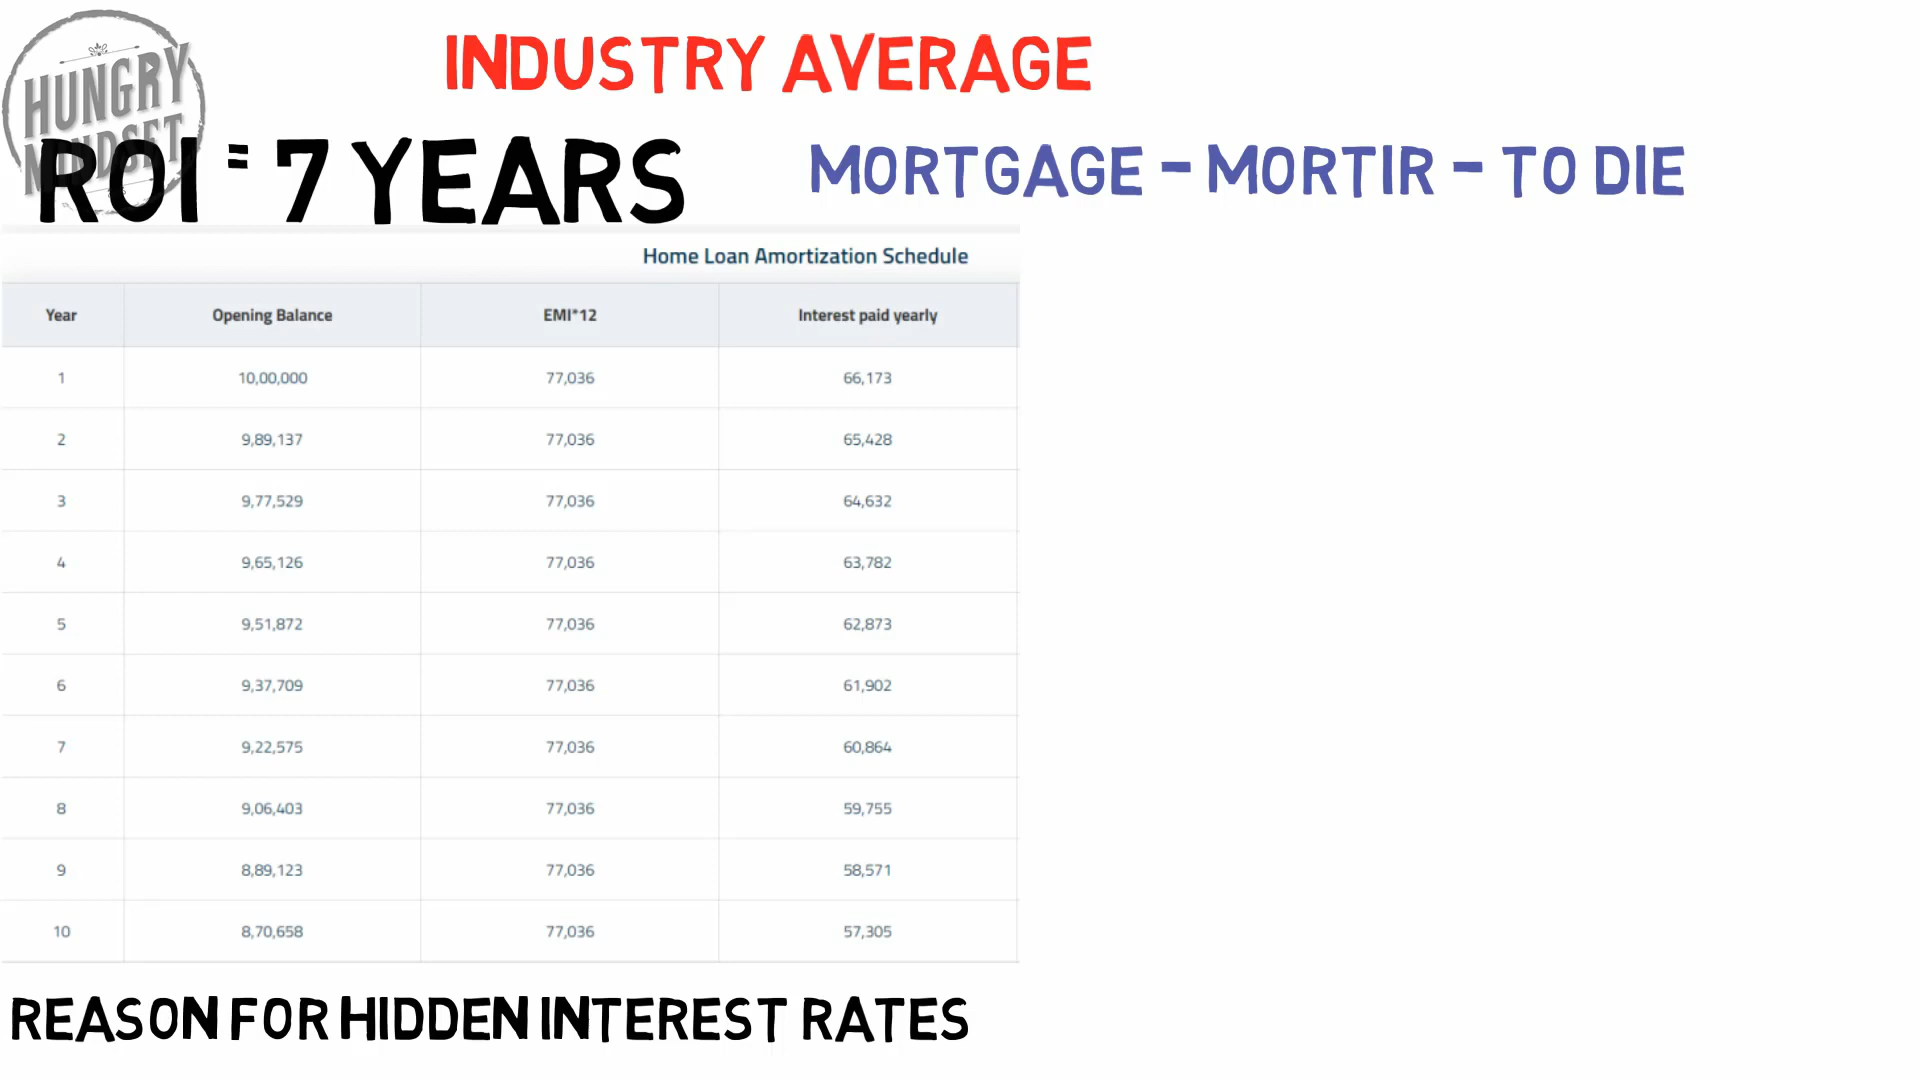 HUNGRY
MINDSET
INDUSTRY AVERAGE
ROI = 7 YEARS
MORTGAGE - MORTIR - TO DIE
Home Loan Amortization Schedule
Year Opening Balance EMI*12 Interest paid yearly
1 10,00,000 77,036 66,173
2 9,89,137 77,036 65,428
3 9,77,529 77,036 64,632
4 9,65,126 77,036 63,782
5 9,51,872 77,036 62,873
6 9,37,709 77,036 61,902
7 9,22,575 77,036 60,864
8 9,06,403 77,036 59,755
9 8,89,123 77,036 58,571
10 8,70,658 77,036 57,305
REASON FOR HIDDEN INTEREST RATES